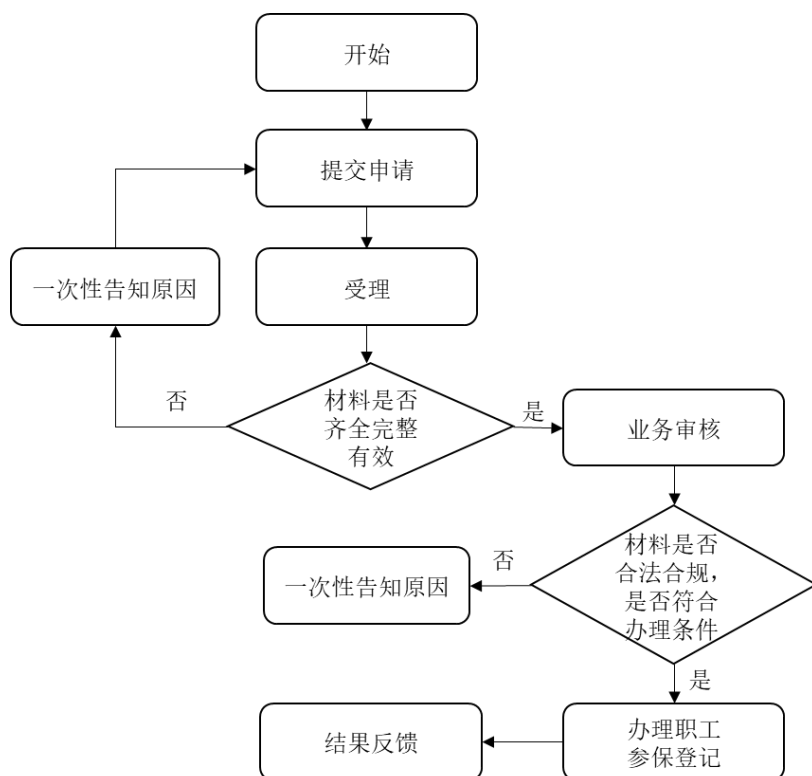 开始
提交申请
一次性告知原因
受理
否
材料是否
齐全完整
有效
是
业务审核
一次性告知原因
否
材料是否
合法合规，
是否符合
办理条件
是
结果反馈
办理职工
参保登记